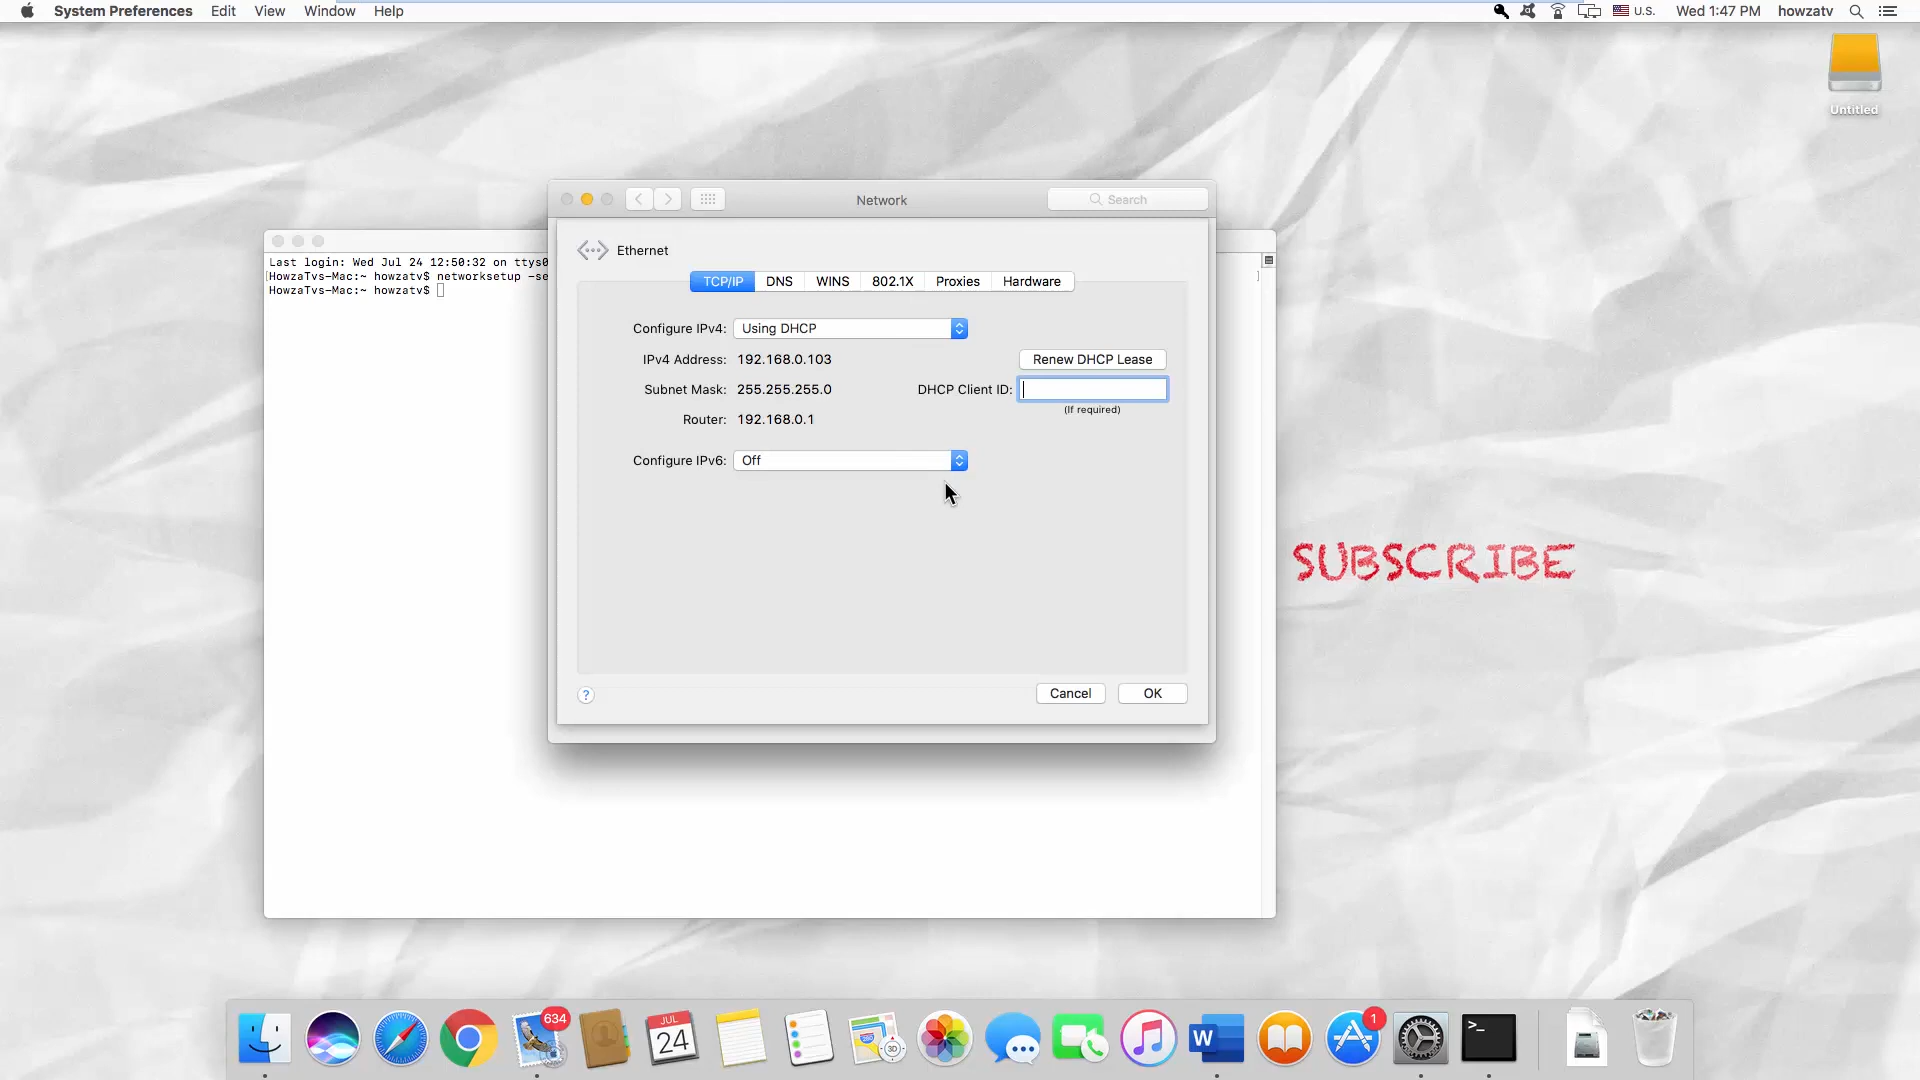 System Preferences Edit View Window Help
U.S. Wed 1:47 PM howzatv
Untitled
Network
Search
Last login: Wed Jul 24 12:50:32 on ttys0
HowzaTvs-Mac:~ howzatv$ networksetup -se
HowzaTvs-Mac:~ howzatv$
Ethernet
TCP/IP DNS WINS 802.1X Proxies Hardware
Configure IPv4: Using DHCP
IPv4 Address: 192.168.0.103 Renew DHCP Lease
Subnet Mask: 255.255.255.0 DHCP Client ID:
(If required)
Router: 192.168.0.1
Configure IPv6: Off
SUBSCRIBE
? Cancel OK
634
JUL
24
3D
W
1
>_